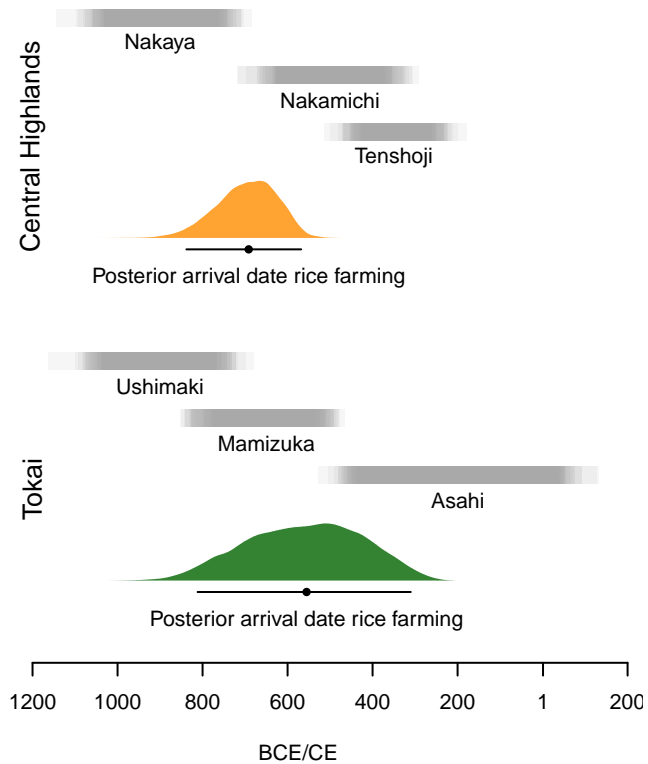 Central Highlands
Nakaya
Nakamichi
Tenshoji
Posterior arrival date rice farming
Tokai
Ushimaki
Mamizuka
Asahi
Posterior arrival date rice farming
1200 1000 800 600 400 200 1 200
BCE/CE